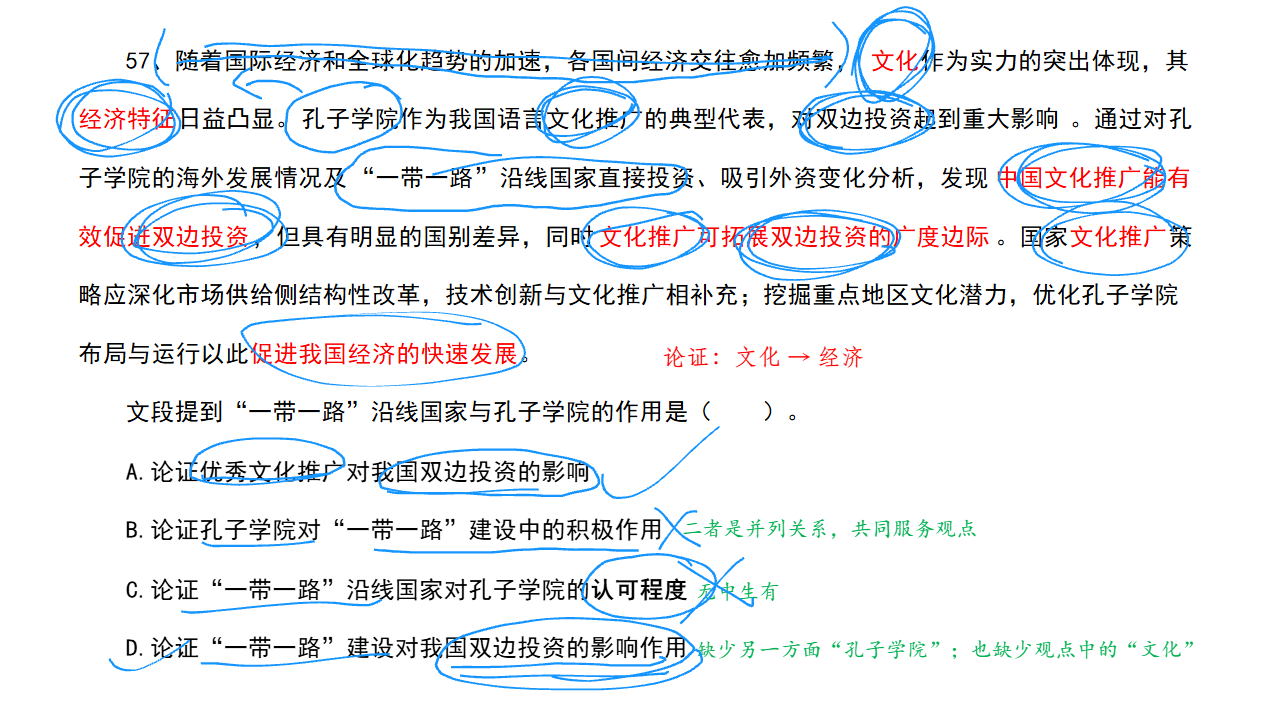 57、随着国际经济和全球化趋势的加速，各国间经济交往愈加频繁， 文化作为实力的突出体现，其
经济特征日益凸显。孔子学院作为我国语言文化推广的典型代表，对双边投资起到重大影响 。通过对孔
子学院的海外发展情况及“一带一路”沿线国家直接投资、吸引外资变化分析，发现 中国文化推广能有
效促进双边投资，但具有明显的国别差异，同时 文化推广可拓展双边投资的广度边际 。国家文化推广策
略应深化市场供给侧结构性改革，技术创新与文化推广相补充；挖掘重点地区文化潜力，优化孔子学院
布局与运行以此促进我国经济的快速发展。
论证：文化 → 经济
文段提到“一带一路”沿线国家与孔子学院的作用是（　　）。
A.论证优秀文化推广对我国双边投资的影响
B.论证孔子学院对“一带一路”建设中的积极作用 二者是并列关系，共同服务观点
C.论证“一带一路”沿线国家对孔子学院的认可程度 无中生有
D.论证“一带一路”建设对我国双边投资的影响作用 缺少另一方面“孔子学院”；也缺少观点中的“文化”